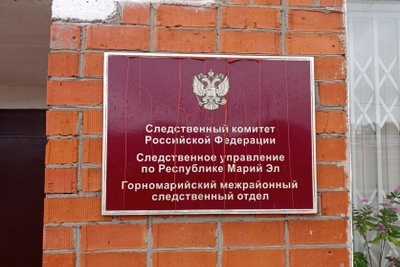 Следственный комитет
Российской Федерации
Следственное управление
по Республике Марий Эл
Горномарийский межрайонный
следственный отдел